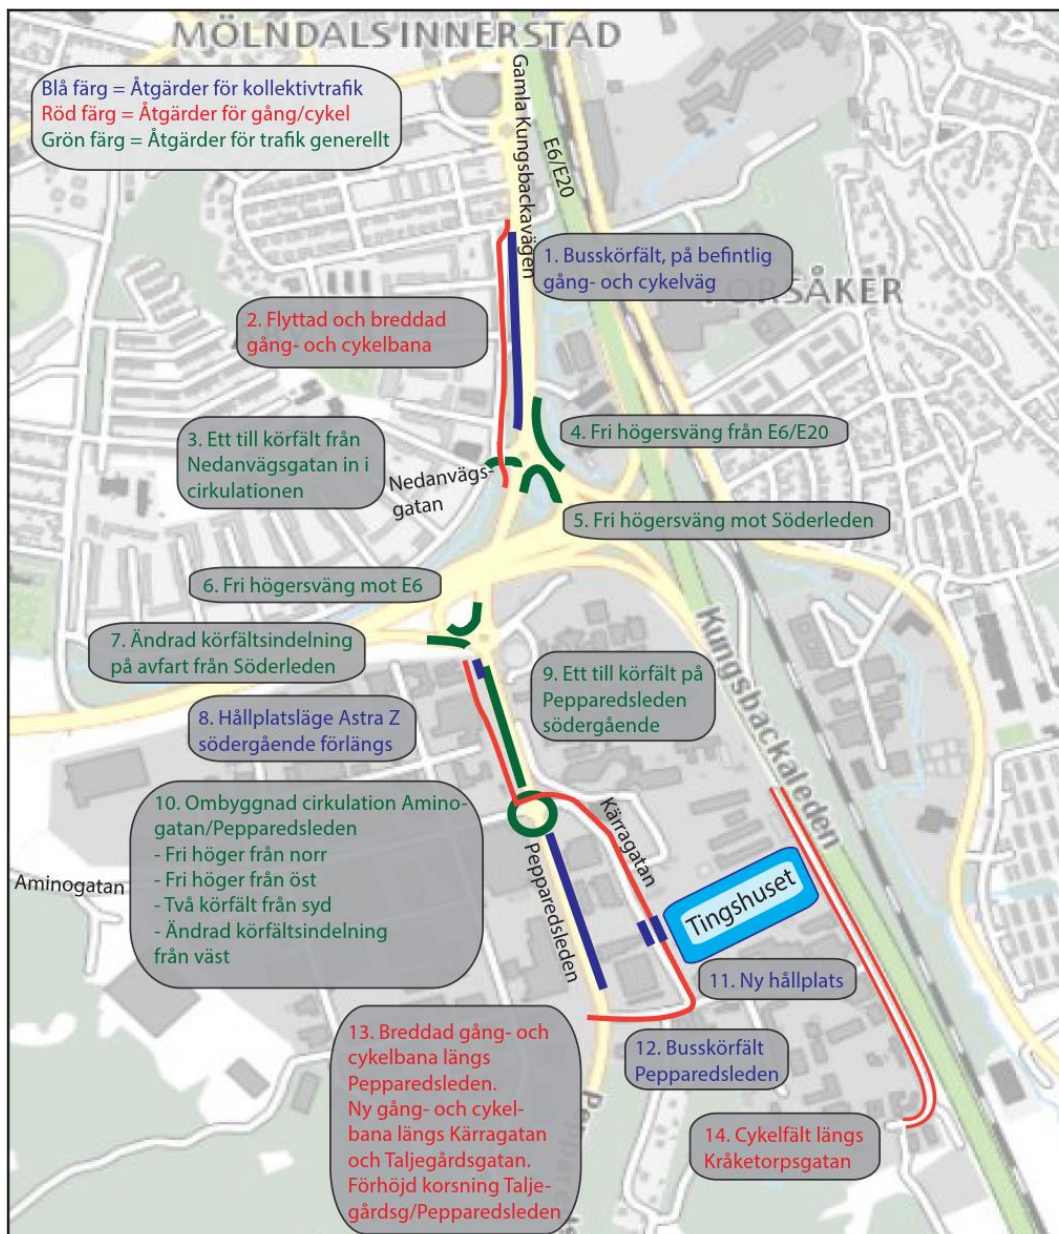 MÖLNDALS INNERSTAD
Blå färg = Åtgärder för kollektivtrafik
Röd färg = Åtgärder för gång/cykel
Grön färg = Åtgärder för trafik generellt
Gamla Kungsbackavägen
E6/E20
1. Busskörfält, på befintlig
gång- och cykelväg
2. Flyttad och breddad
gång- och cykelbana
3. Ett till körfält från
Nedanvägsgatan in i
cirkulationen
4. Fri högersväng från E6/E20
Nedanvägs-
gatan
5. Fri högersväng mot Söderleden
6. Fri högersväng mot E6
7. Ändrad körfältsindelning
på avfart från Söderleden
Kungsbackaleden
9. Ett till körfält på
Pepparedsleden
södergående
8. Hållplatsläge Astra Z
södergående förlängs
10. Ombyggnad cirkulation Amino-
gatan/Pepparedsleden
- Fri höger från norr
- Fri höger från öst
- Två körfält från syd
- Ändrad körfältsindelning
från väst
Aminogatan
Kärragatan
Pepparedsleden
Tingshuset
11. Ny hållplats
12. Busskörfält
Pepparedsleden
13. Breddad gång- och
cykelbana längs
Pepparedsleden.
Ny gång- och cykel-
bana längs Kärragatan
och Taljegårdsgatan.
Förhöjd korsning Talje-
gårdsg/Pepparedsleden
14. Cykelfält längs
Kråketorpsgatan